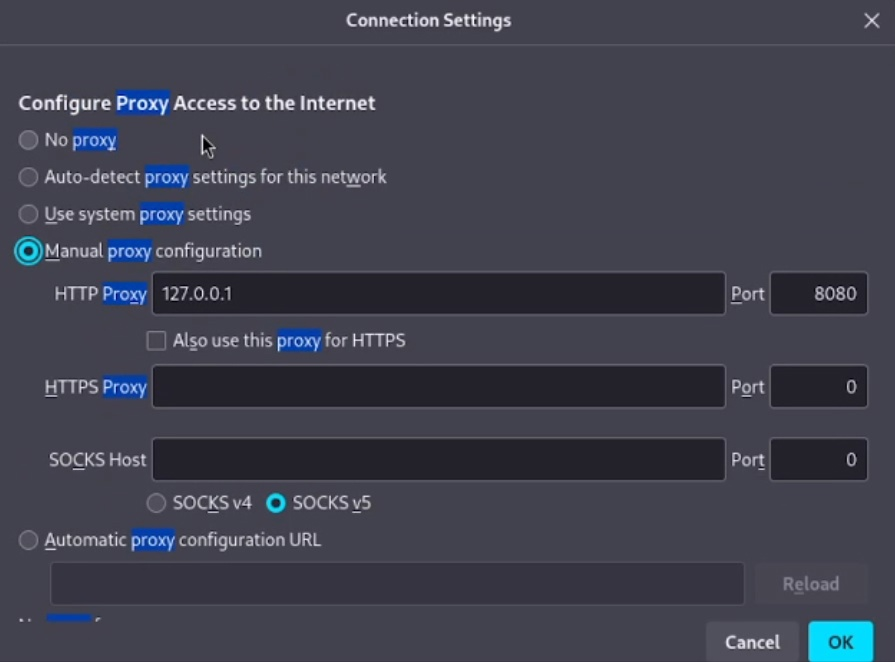 Connection Settings
Configure Proxy Access to the Internet
No proxy
Auto-detect proxy settings for this network
Use system proxy settings
Manual proxy configuration
HTTP Proxy 127.0.0.1 Port 8080
Also use this proxy for HTTPS
HTTPS Proxy Port 0
SOCKS Host Port 0
SOCKS v4 SOCKS v5
Automatic proxy configuration URL
Reload
Cancel OK